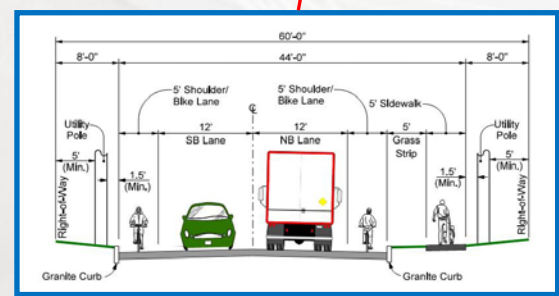 60'-0"
8'-0"
44'-0"
8'-0"
5' Shoulder/
Bike Lane
℄
5' Shoulder/
Bike Lane
5' Sidewalk
Utility
Pole
12'
SB Lane
12'
NB Lane
5'
Grass
Strip
Utility
Pole
5'
(Min.)
1.5'
(Min.)
1.5'
(Min.)
5'
(Min.)
Right-of-Way
Right-of-Way
Granite Curb
Granite Curb